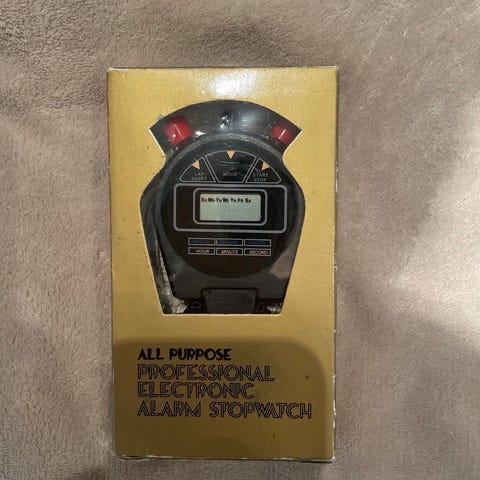 LAP
RESET
MODE
START
STOP
Su Mo Tu We Th Fr Sa
HOUR MINUTE SECOND
ALL PURPOSE
PROFESSIONAL
ELECTRONIC
ALARM STOPWATCH